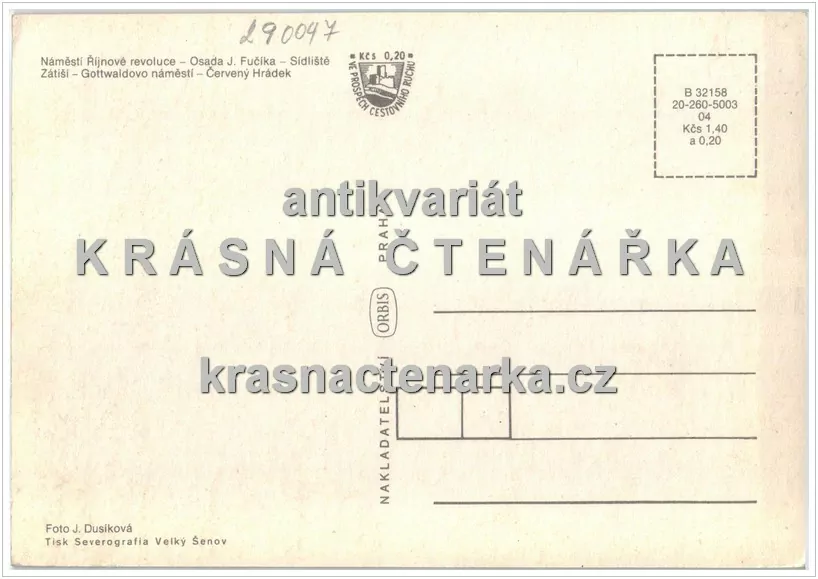 290047
Náměstí Říjnové revoluce – Osada J. Fučíka – Sídliště
Zátiší – Gottwaldovo náměstí – Červený Hrádek
Kčs 0,20
VE PROSPĚCH CESTOVNÍHO RUCHU
B 32158
20-260-5003
04
Kčs 1,40
a 0,20
antikvariát
KRÁSNÁ ČTENÁŘKA
krasnactenarka.cz
NAKLADATELSTVÍ ORBIS PRAHA
Foto J. Dusíková
Tisk Severografia Velký Šenov